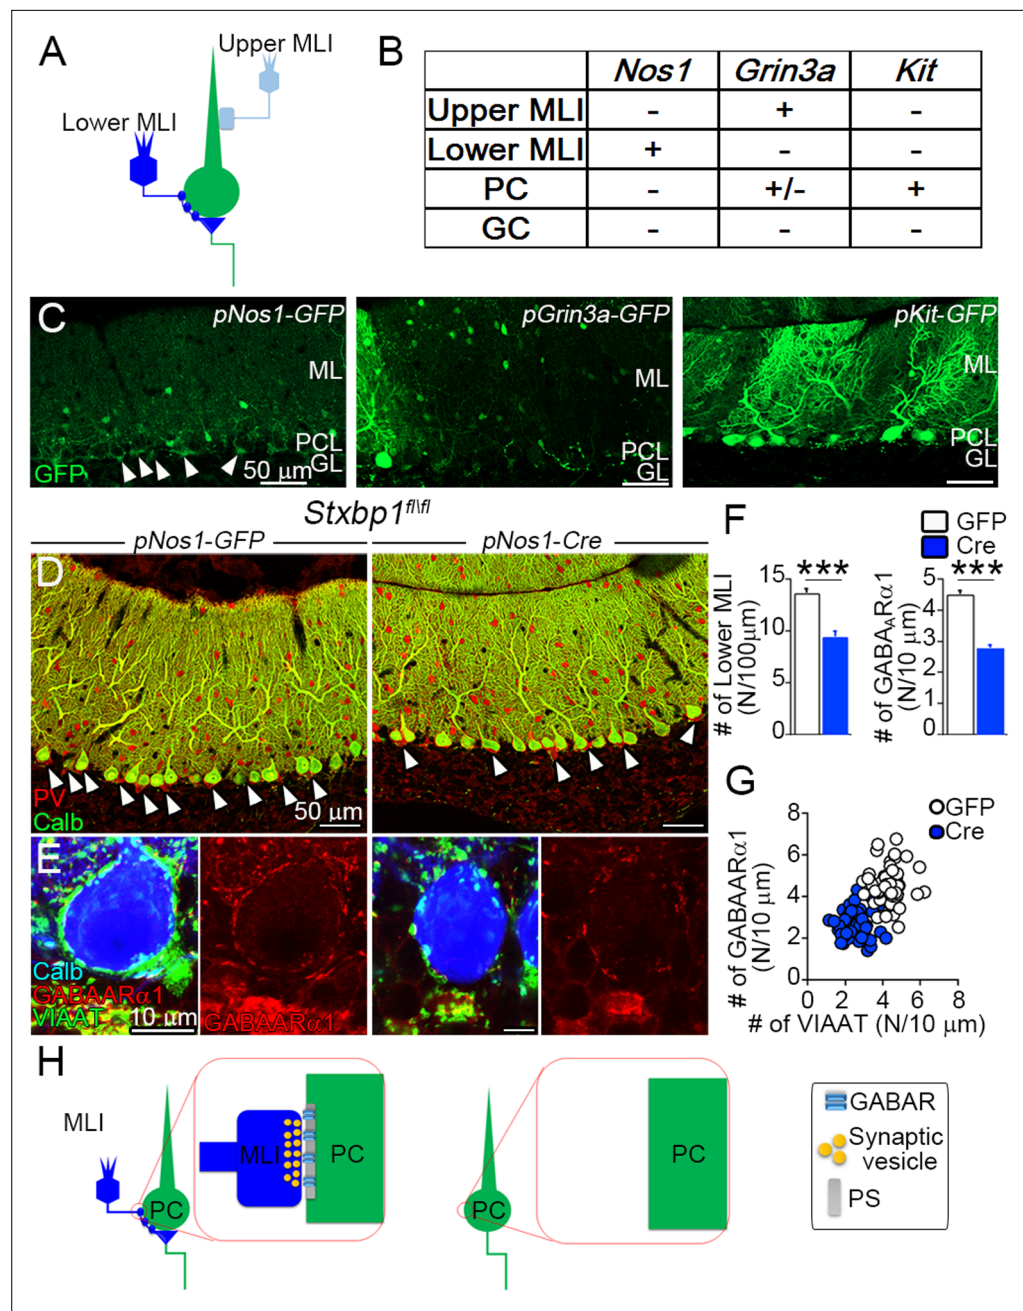 A
Upper MLI
Lower MLI
B
Nos1 Grin3a Kit
Upper MLI - + -
Lower MLI + - -
PC - +/- +
GC - - -
C
pNos1-GFP
ML
PCL
GL
GFP
50 μm
pGrin3a-GFP
ML
PCL
GL
pKit-GFP
ML
PCL
GL
Stxbp1fl\fl
pNos1-GFP
pNos1-Cre
D
PV
Calb
50 μm
E
Calb
GABAARα1
VIAAT
10 μm
GABAARα1
F
GFP
Cre
***
# of Lower MLI
(N/100μm)
15
10
5
0
***
# of GABAARα1
(N/10 μm)
5
4
3
2
1
0
G
GFP
Cre
# of GABAARα1
(N/10 μm)
8
6
4
2
0
0 2 4 6 8
# of VIAAT (N/10 μm)
H
MLI
PC
MLI
PC
PC
PC
GABAR
Synaptic
vesicle
PS